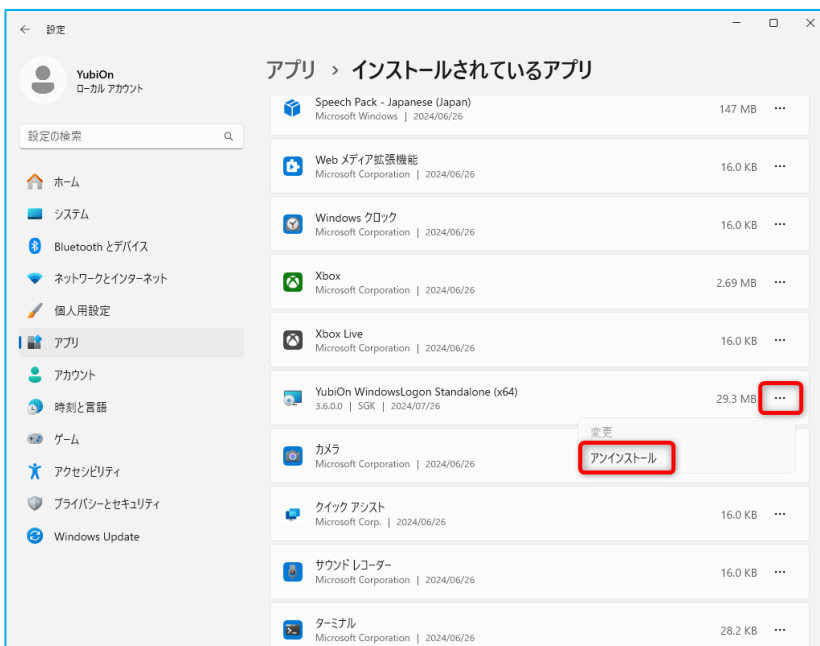 設定
YubiOn
ローカル アカウント
設定の検索
ホーム
システム
Bluetooth とデバイス
ネットワークとインターネット
個人用設定
アプリ
アカウント
時刻と言語
ゲーム
アクセシビリティ
プライバシーとセキュリティ
Windows Update
アプリ › インストールされているアプリ
Speech Pack - Japanese (Japan)
Microsoft Windows | 2024/06/26
147 MB
Web メディア拡張機能
Microsoft Corporation | 2024/06/26
16.0 KB
Windows クロック
Microsoft Corporation | 2024/06/26
16.0 KB
Xbox
Microsoft Corporation | 2024/06/26
2.69 MB
Xbox Live
Microsoft Corporation | 2024/06/26
16.0 KB
YubiOn WindowsLogon Standalone (x64)
3.6.0.0 | SGK | 2024/07/26
29.3 MB
変更
アンインストール
カメラ
Microsoft Corporation | 2024/06/26
クイック アシスト
Microsoft Corp. | 2024/06/26
16.0 KB
サウンド レコーダー
Microsoft Corporation | 2024/06/26
16.0 KB
ターミナル
Microsoft Corporation | 2024/06/26
28.2 KB